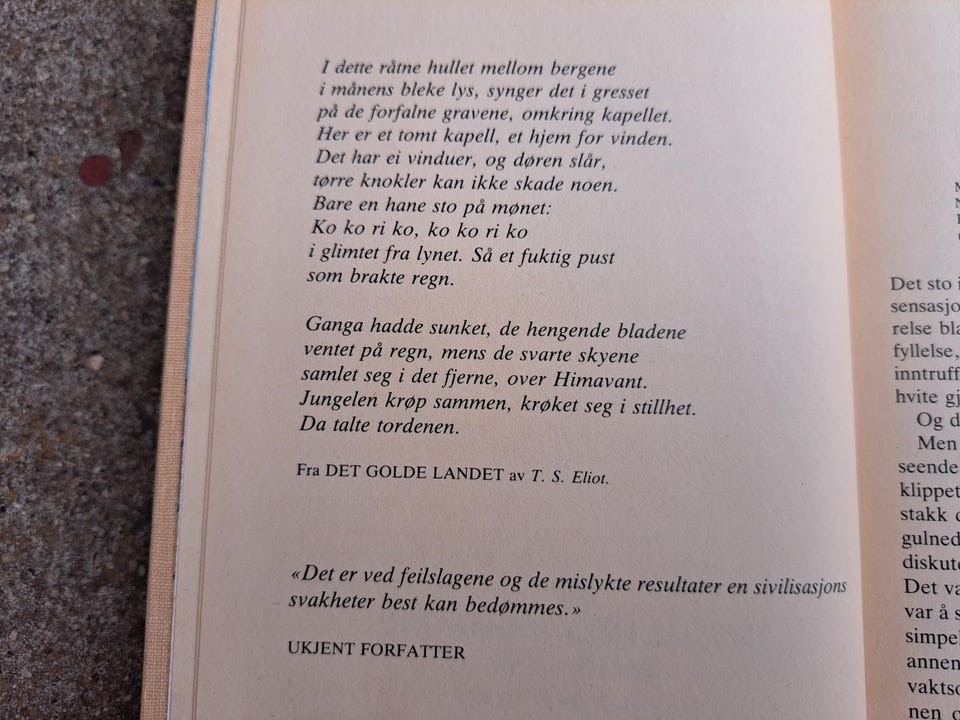 I dette råtne hullet mellom bergene
i månens bleke lys, synger det i gresset
på de forfalne gravene, omkring kapellet.
Her er et tomt kapell, et hjem for vinden.
Det har ei vinduer, og døren slår,
tørre knokler kan ikke skade noen.
Bare en hane sto på mønet:
Ko ko ri ko, ko ko ri ko
i glimtet fra lynet. Så et fuktig pust
som brakte regn.
Ganga hadde sunket, de hengende bladene
ventet på regn, mens de svarte skyene
samlet seg i det fjerne, over Himavant.
Jungelen krøp sammen, krøket seg i stillhet.
Da talte tordenen.
Fra DET GOLDE LANDET av T. S. Eliot.
«Det er ved feilslagene og de mislykte resultater en sivilisasjons
svakheter best kan bedømmes.»
UKJENT FORFATTER
Det sto
sensasjo
relse bla
fyllelse,
inntruff
hvite gj
Og d
Men
seende
klippet
stakk
gulned
diskute
Det va
var å s
simpe
annen
vaktso
nen